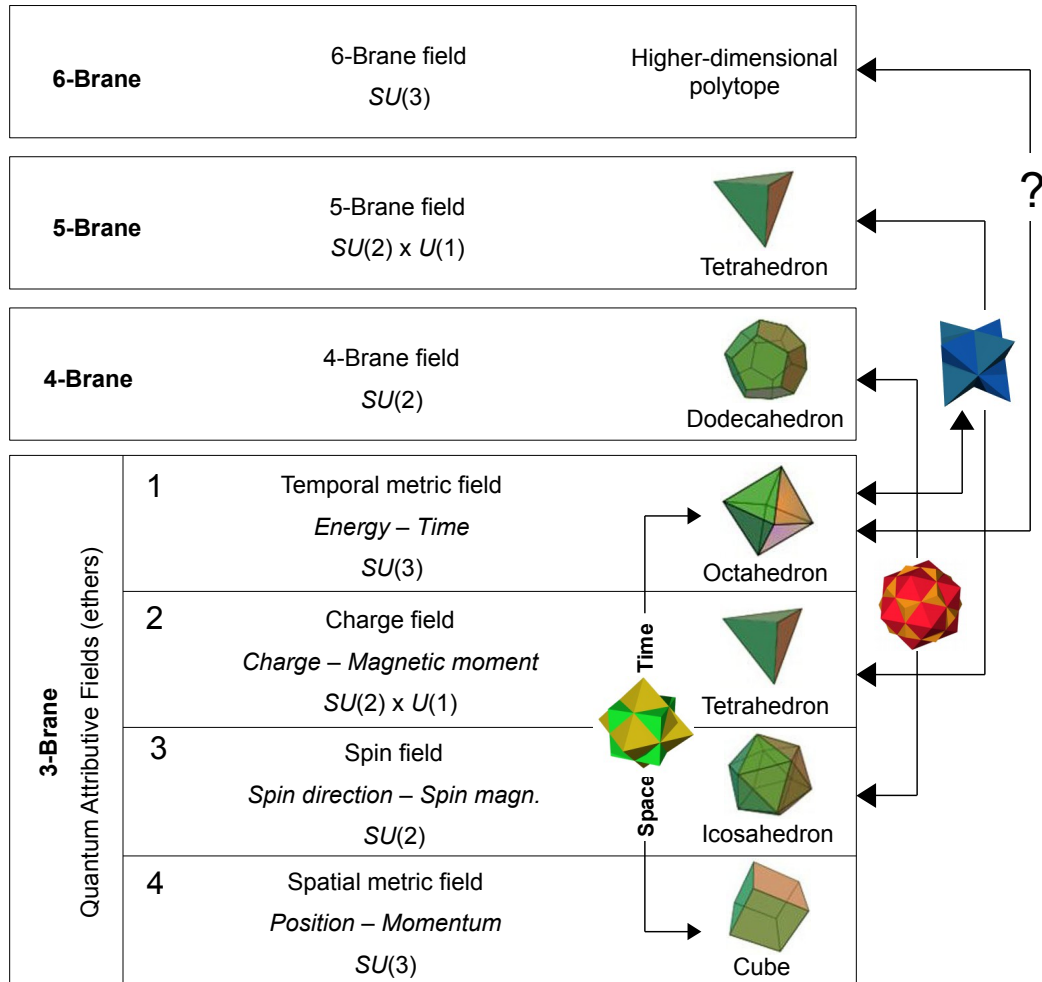 6-Brane
6-Brane field
SU(3)
Higher-dimensional
polytope
?
5-Brane
5-Brane field
SU(2) x U(1)
Tetrahedron
4-Brane
4-Brane field
SU(2)
Dodecahedron
3-Brane
Quantum Attributive Fields (ethers)
1
Temporal metric field
Energy – Time
SU(3)
Octahedron
2
Charge field
Charge – Magnetic moment
SU(2) x U(1)
Tetrahedron
Time
Space
3
Spin field
Spin direction – Spin magn.
SU(2)
Icosahedron
4
Spatial metric field
Position – Momentum
SU(3)
Cube